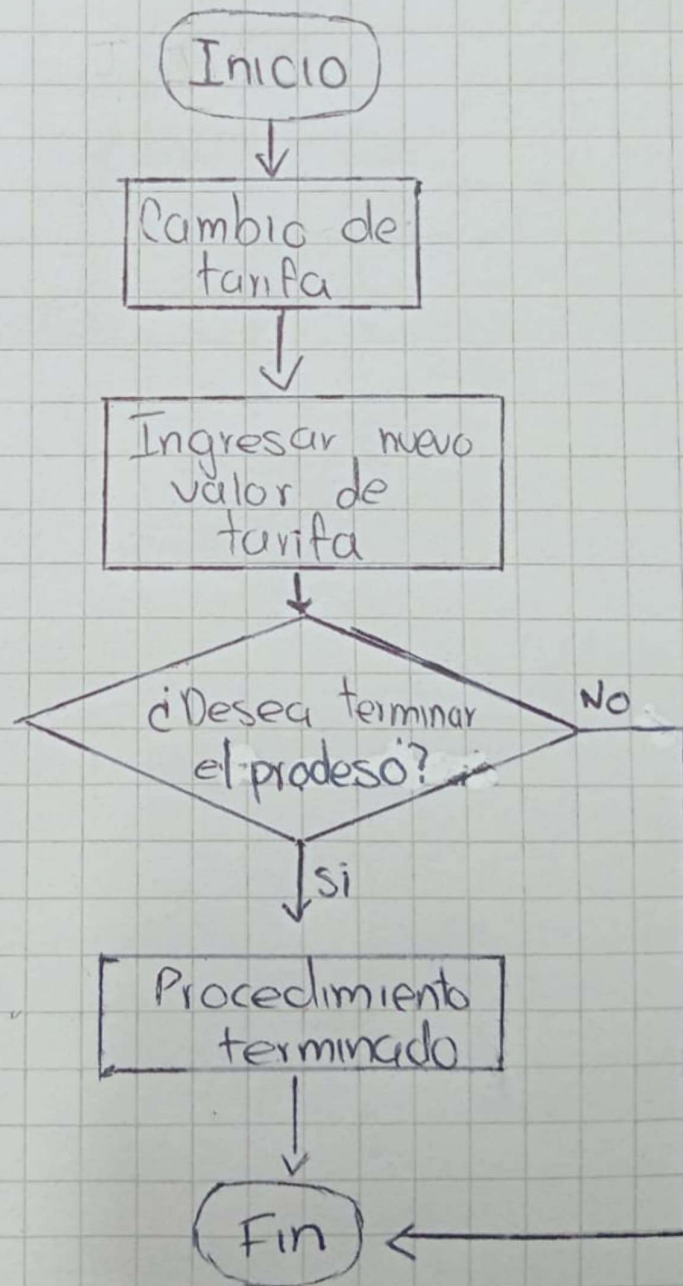 Inicio
Cambio de
tarifa
Ingresar nuevo
valor de
tarifa
¿Desea terminar
el prodeso?
No
Si
Procedimiento
terminado
Fin